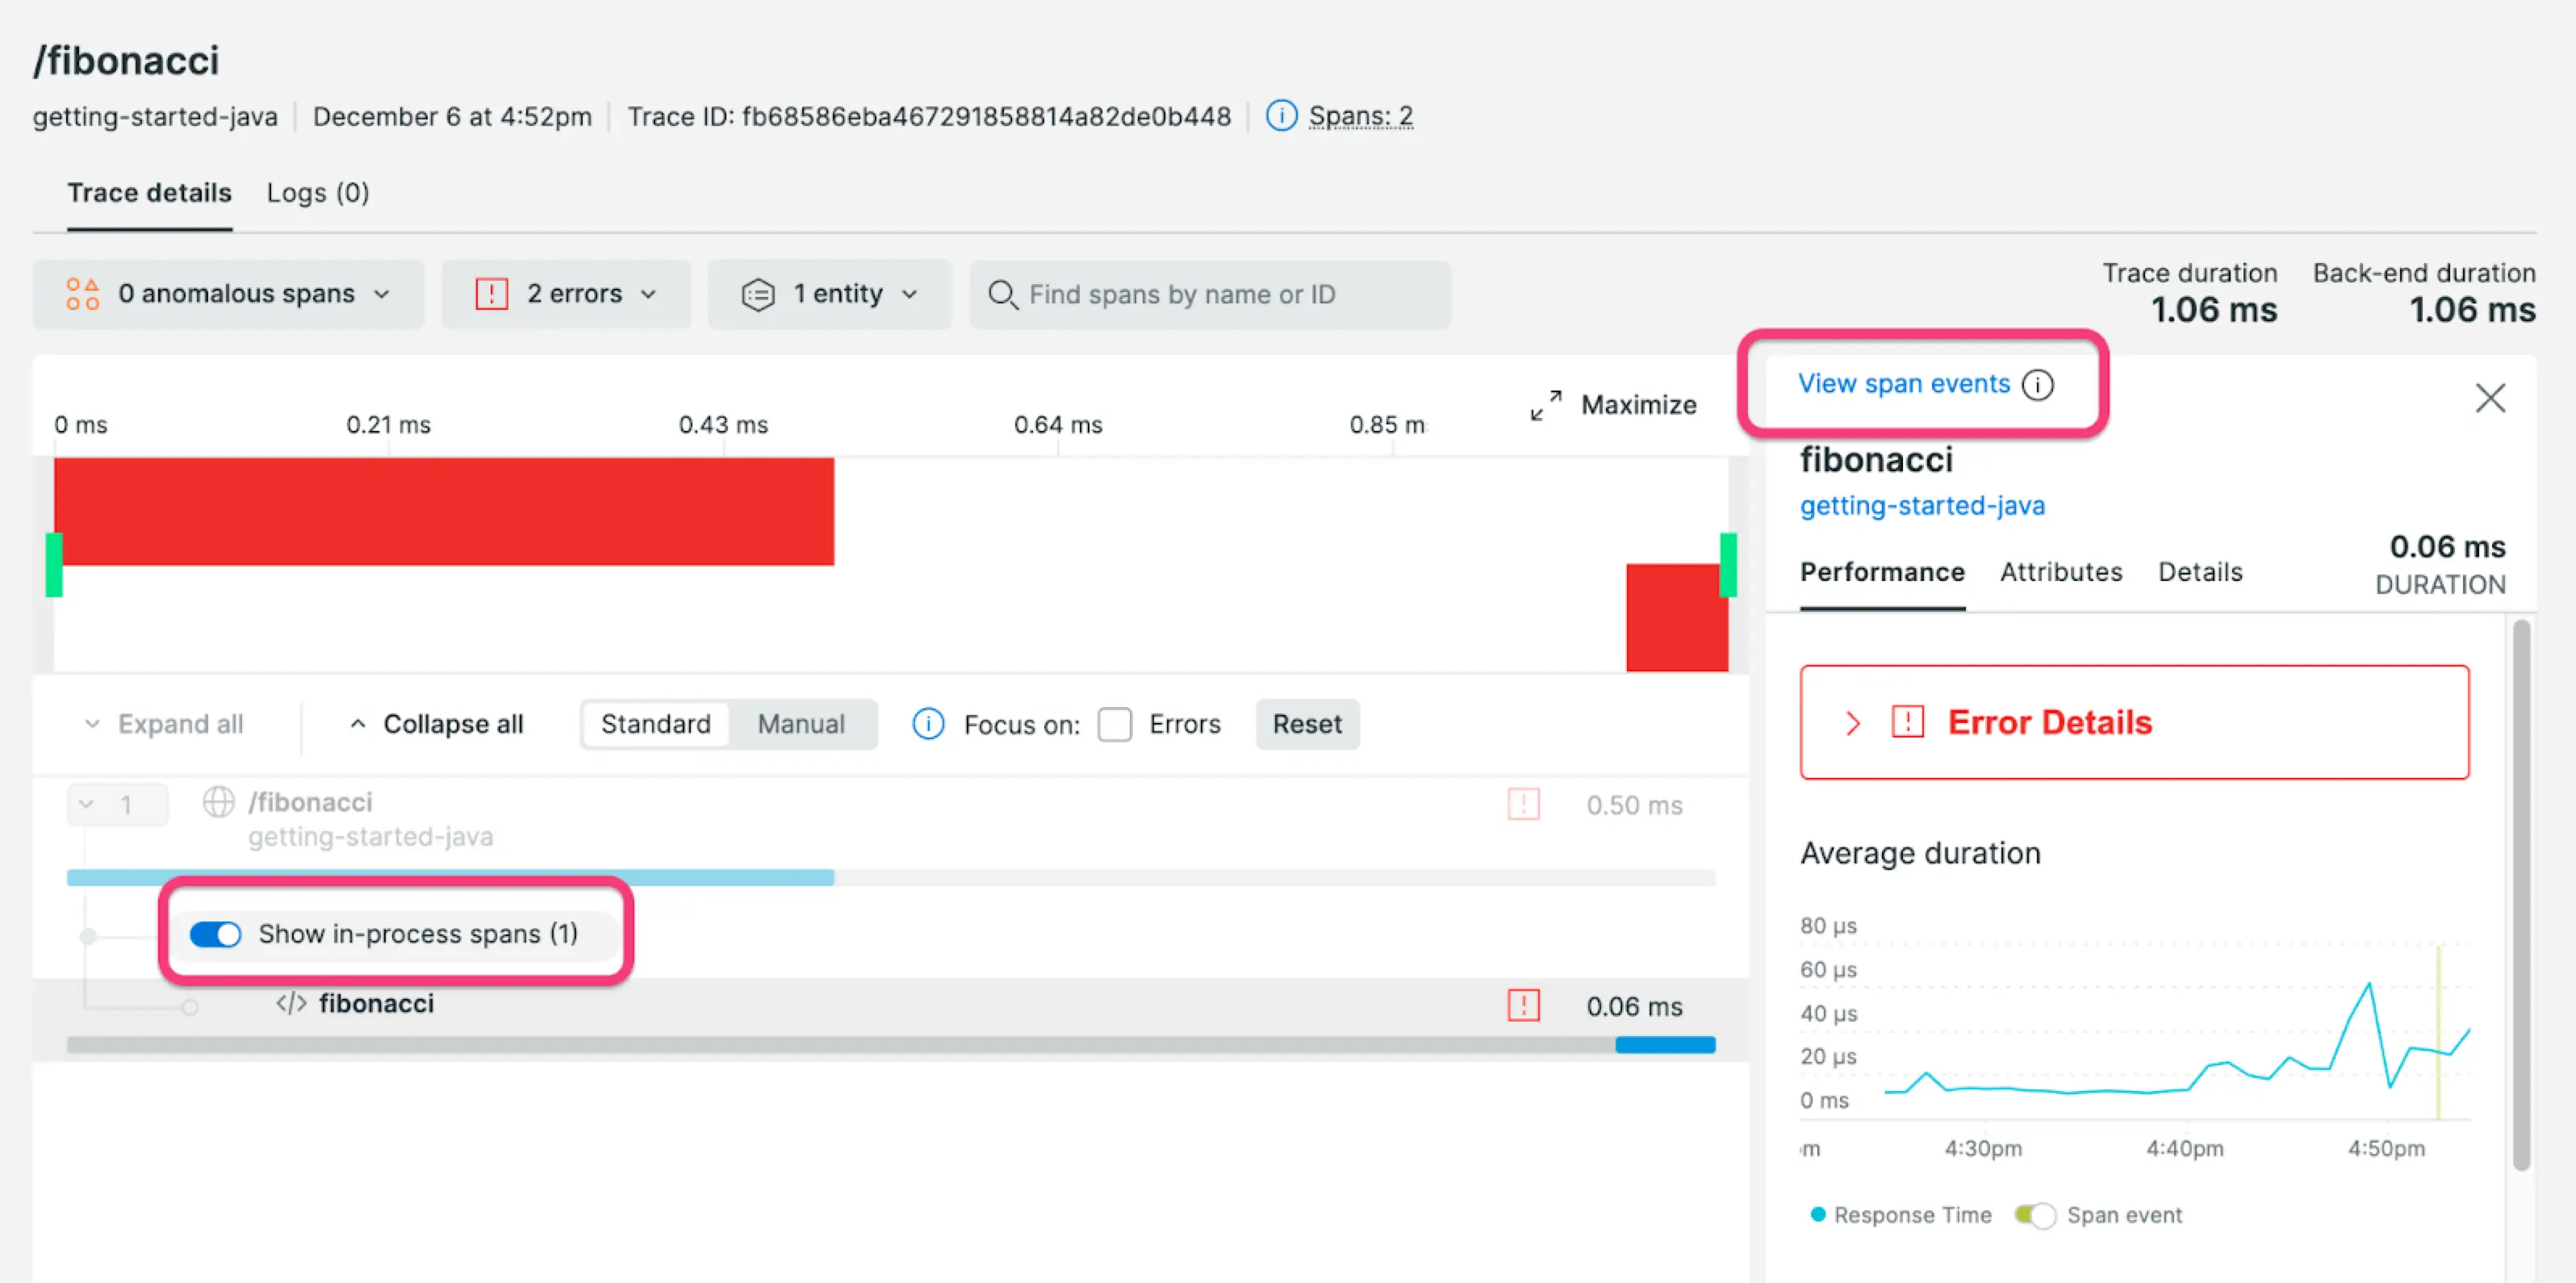 /fibonacci
getting-started-java December 6 at 4:52pm Trace ID: fb68586eba467291858814a82de0b448 Spans: 2
Trace details Logs (0)
0 anomalous spans 2 errors 1 entity Find spans by name or ID
Trace duration Back-end duration
1.06 ms 1.06 ms
0 ms 0.21 ms 0.43 ms 0.64 ms 0.85 m
Maximize
View span events
fibonacci
getting-started-java
0.06 ms
DURATION
Performance Attributes Details
Error Details
Expand all Collapse all Standard Manual Focus on: Errors Reset
1 /fibonacci 0.50 ms
getting-started-java
Show in-process spans (1)
</> fibonacci 0.06 ms
Average duration
80 µs
60 µs
40 µs
20 µs
0 ms
m 4:30pm 4:40pm 4:50pm
Response Time Span event